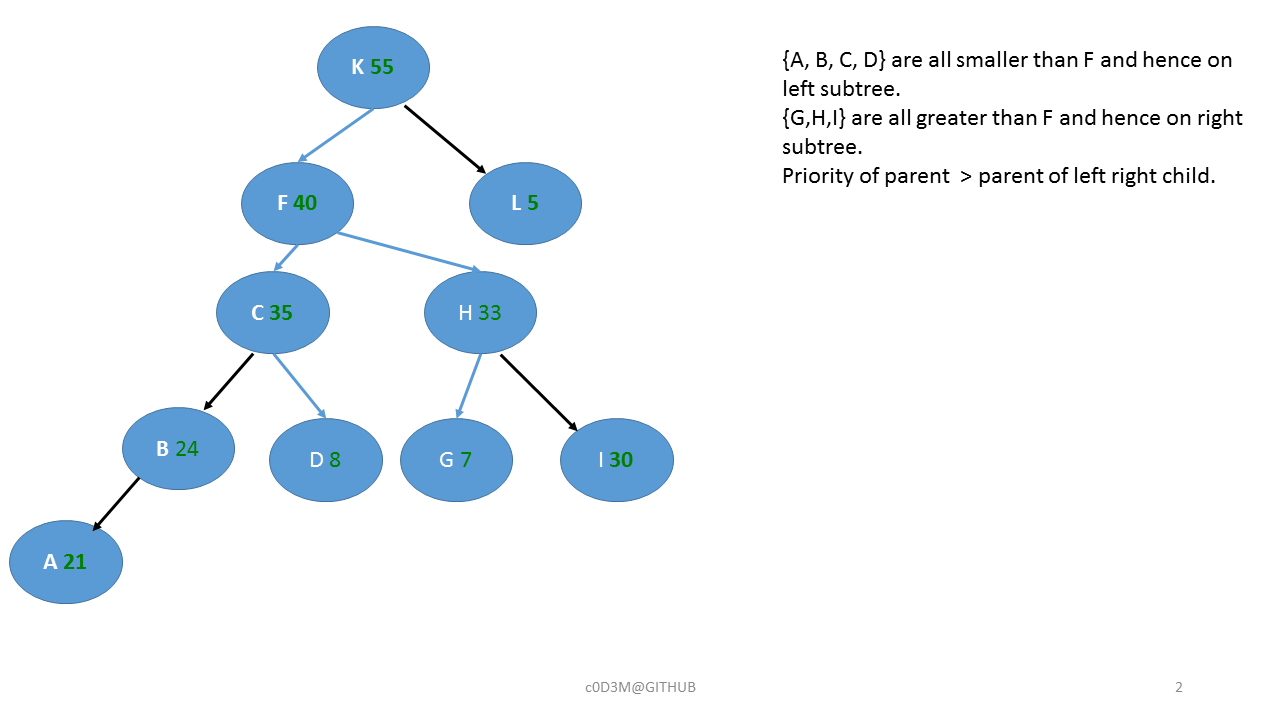 K 55
{A, B, C, D} are all smaller than F and hence on
left subtree.
{G,H,I} are all greater than F and hence on right
subtree.
Priority of parent  > parent of left right child.
F 40
L 5
C 35
H 33
B 24
D 8
G 7
I 30
A 21
c0D3M@GITHUB
2